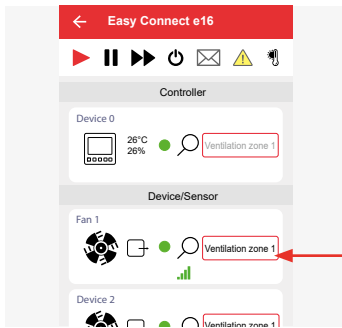 Easy Connect e16
Controller
Device 0
26°C
26%
Ventilation zone 1
Device/Sensor
Fan 1
Ventilation zone 1
Device 2
Ventilation zone 1